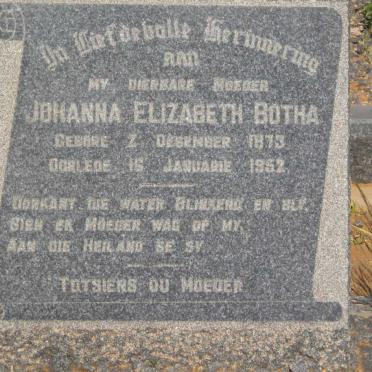 In Liefdevolle Herinnering
aan
my dierbare Moeder
Johanna Elizabeth Botha
Gebore 2 Desember 1873
Oorlede 15 Januarie 1952
Oorkant die water blinkend en bly.
Sien ek Moeder wag op my.
Aan die Heiland se sy.
Totsiens Ou Moeder